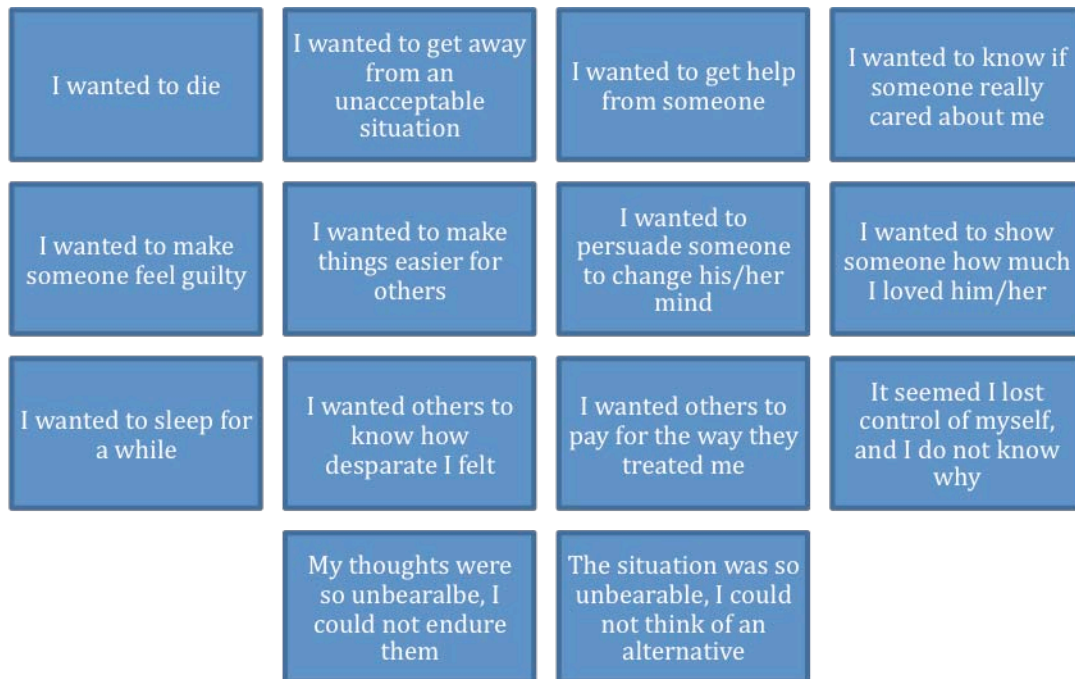 I wanted to die
I wanted to get away
from an
unacceptable
situation
I wanted to get help
from someone
I wanted to know if
someone really
cared about me
I wanted to make
someone feel guilty
I wanted to make
things easier for
others
I wanted to
persuade someone
to change his/her
mind
I wanted to show
someone how much
I loved him/her
I wanted to sleep for
a while
I wanted others to
know how
desparate I felt
I wanted others to
pay for the way they
treated me
It seemed I lost
control of myself,
and I do not know
why
My thoughts were
so unbearalbe, I
could not endure
them
The situation was so
unbearable, I could
not think of an
alternative